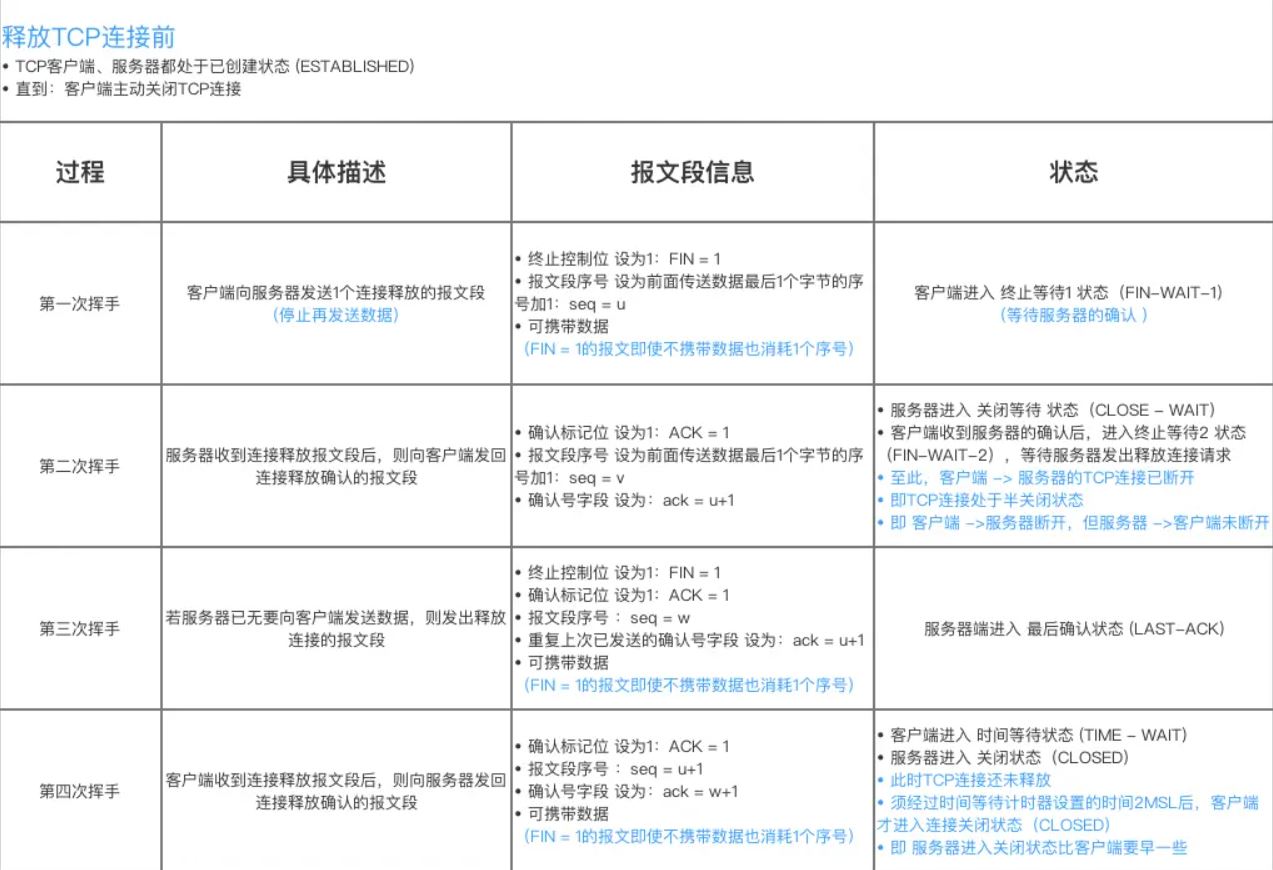 释放TCP连接前
• TCP客户端、服务器都处于已创建状态 (ESTABLISHED)
• 直到：客户端主动关闭TCP连接
过程
具体描述
报文段信息
状态
第一次挥手
客户端向服务器发送1个连接释放的报文段
（停止再发送数据）
• 终止控制位 设为1：FIN = 1
• 报文段序号 设为前面传送数据最后1个字节的序
号加1：seq = u
• 可携带数据
（FIN = 1的报文即使不携带数据也消耗1个序号）
客户端进入 终止等待1 状态（FIN-WAIT-1）
（等待服务器的确认 ）
第二次挥手
服务器收到连接释放报文段后，则向客户端发回
连接释放确认的报文段
• 确认标记位 设为1：ACK = 1
• 报文段序号 设为前面传送数据最后1个字节的序
号加1：seq = v
• 确认号字段 设为：ack = u+1
• 服务器进入 关闭等待 状态（CLOSE - WAIT）
• 客户端收到服务器的确认后，进入终止等待2 状态
（FIN-WAIT-2），等待服务器发出释放连接请求
• 至此，客户端 -> 服务器的TCP连接已断开
• 即TCP连接处于半关闭状态
• 即 客户端 ->服务器断开，但服务器 ->客户端未断开
第三次挥手
若服务器已无要向客户端发送数据，则发出释放
连接的报文段
• 终止控制位 设为1：FIN = 1
• 确认标记位 设为1：ACK = 1
• 报文段序号 ：seq = w
• 重复上次已发送的确认号字段 设为：ack = u+1
• 可携带数据
（FIN = 1的报文即使不携带数据也消耗1个序号）
服务器端进入 最后确认状态 (LAST-ACK)
第四次挥手
客户端收到连接释放报文段后，则向服务器发回
连接释放确认的报文段
• 确认标记位 设为1：ACK = 1
• 报文段序号 ：seq = u+1
• 确认号字段 设为：ack = w+1
• 可携带数据
（FIN = 1的报文即使不携带数据也消耗1个序号）
• 客户端进入 时间等待状态 (TIME - WAIT)
• 服务器进入 关闭状态（CLOSED）
• 此时TCP连接还未释放
• 须经过时间等待计时器设置的时间2MSL后，客户端
才进入连接关闭状态（CLOSED）
• 即 服务器进入关闭状态比客户端要早一些